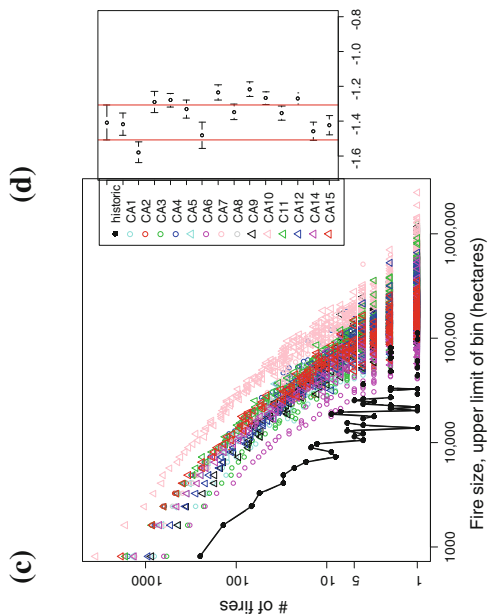 (c)
# of fires
1000
100
10
5
1
1000
10,000
100,000
1,000,000
Fire size, upper limit of bin (hectares)
historic
CA1
CA2
CA3
CA4
CA5
CA6
CA7
CA8
CA9
CA10
C11
CA12
CA14
CA15
(d)
-1.6
-1.4
-1.2
-1.0
-0.8